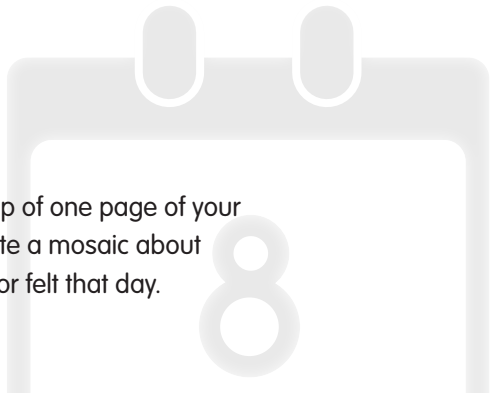 p of one page of your
te a mosaic about
or felt that day.
8